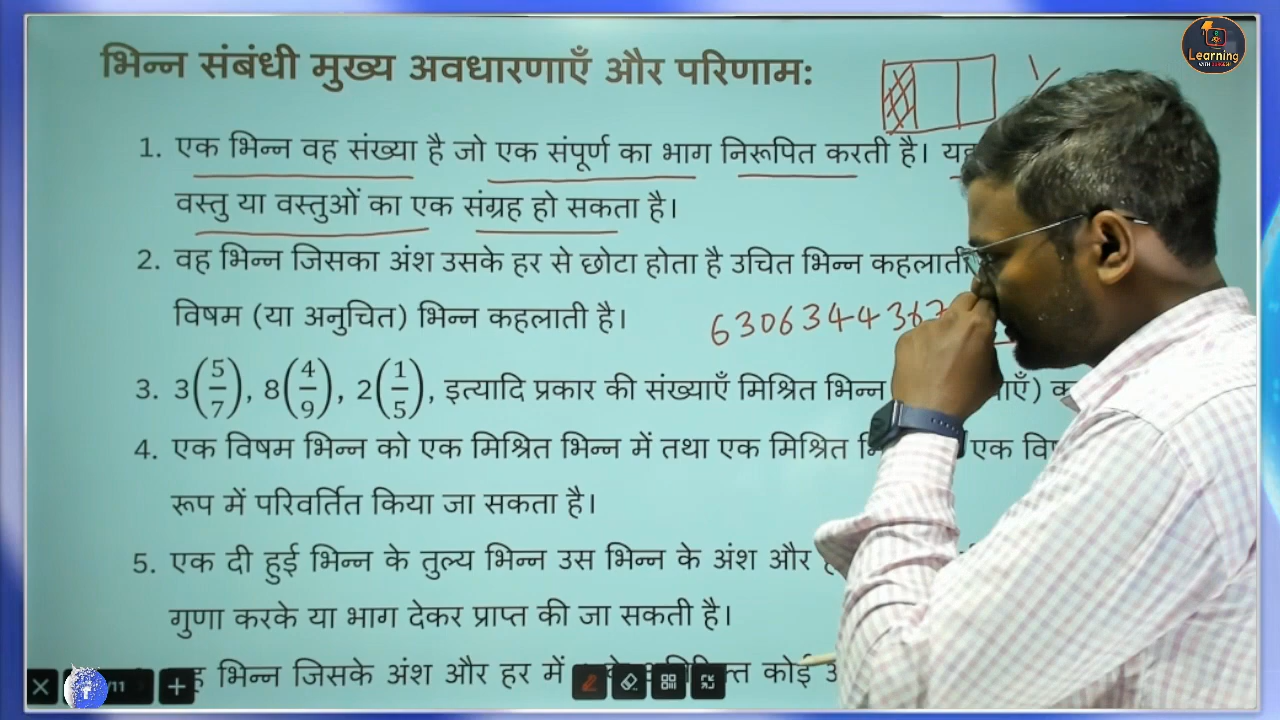 भिन्न संबंधी मुख्य अवधारणाएँ और परिणाम:
Learning
1. एक भिन्न वह संख्या है जो एक संपूर्ण का भाग निरूपित करती है। यह
वस्तु या वस्तुओं का एक संग्रह हो सकता है।
2. वह भिन्न जिसका अंश उसके हर से छोटा होता है उचित भिन्न कहलाती
विषम (या अनुचित) भिन्न कहलाती है।
630634436
3. 3(5/7), 8(4/9), 2(1/5), इत्यादि प्रकार की संख्याएँ मिश्रित भिन्न
4. एक विषम भिन्न को एक मिश्रित भिन्न में तथा एक मिश्रित एक
रूप में परिवर्तित किया जा सकता है।
5. एक दी हुई भिन्न के तुल्य भिन्न उस भिन्न के अंश और
गुणा करके या भाग देकर प्राप्त की जा सकती है।
भिन्न जिसके अंश और हर में कोई
/11